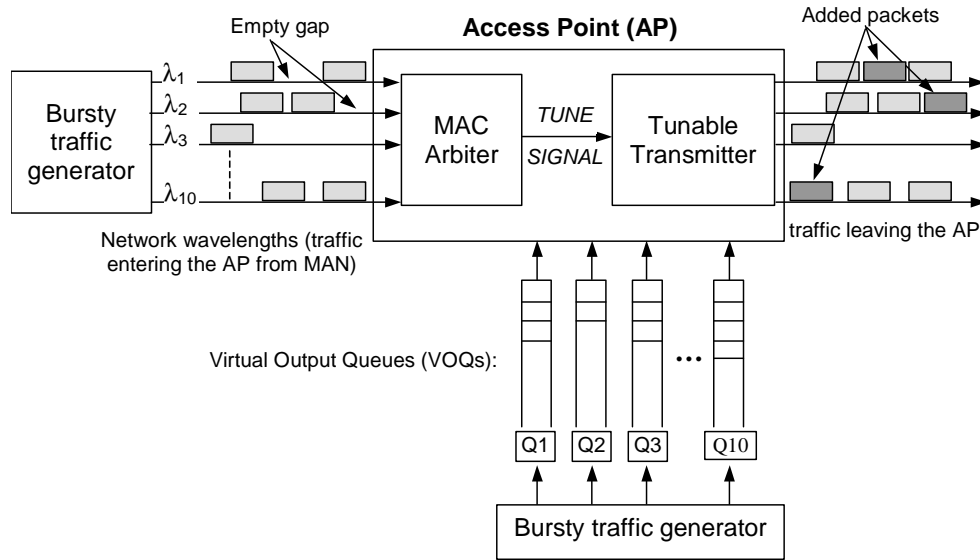 Access Point (AP)
Added packets
Empty gap
λ1
λ2
λ3
λ10
Bursty
traffic
generator
MAC
Arbiter
TUNE
SIGNAL
Tunable
Transmitter
Network wavelengths (traffic
entering the AP from MAN)
traffic leaving the AP
Virtual Output Queues (VOQs):
...
Q1
Q2
Q3
Q10
Bursty traffic generator